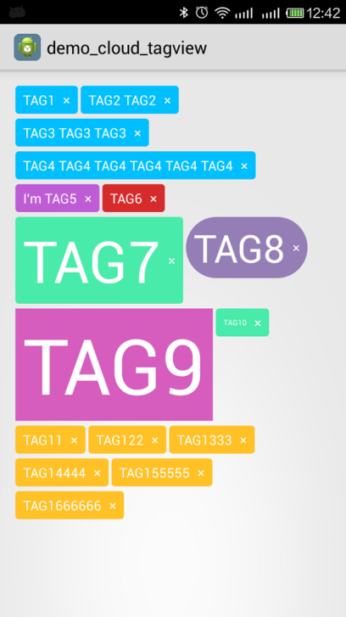 12:42
demo_cloud_tagview
TAG1 × TAG2 TAG2 ×
TAG3 TAG3 TAG3 ×
TAG4 TAG4 TAG4 TAG4 TAG4 TAG4 ×
I'm TAG5 × TAG6 ×
TAG7 × TAG8 ×
TAG9 TAG10 ×
TAG11 × TAG122 × TAG1333 ×
TAG14444 × TAG155555 ×
TAG1666666 ×